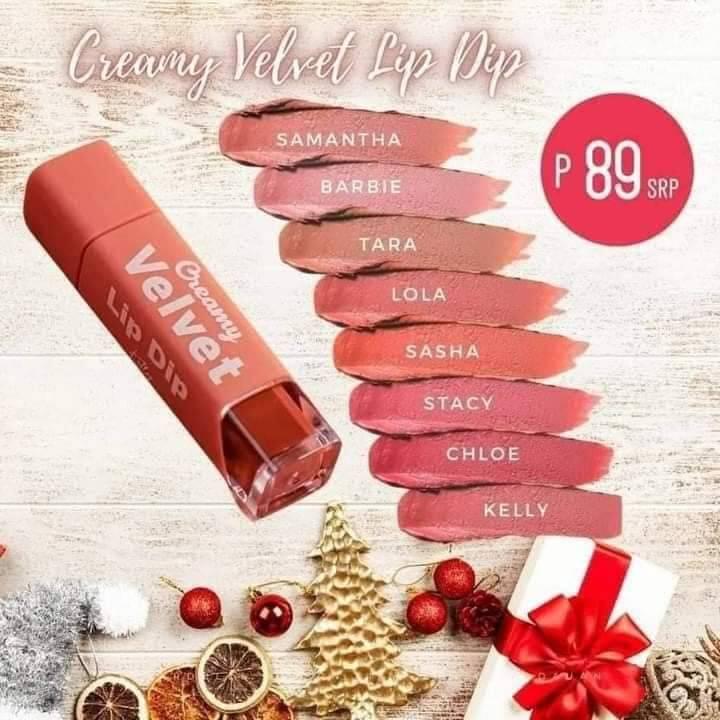 Creamy Velvet Lip Dip
SAMANTHA
BARBIE
TARA
LOLA
SASHA
STACY
CHLOE
KELLY
P 89 SRP
Creamy
Velvet
Lip Dip